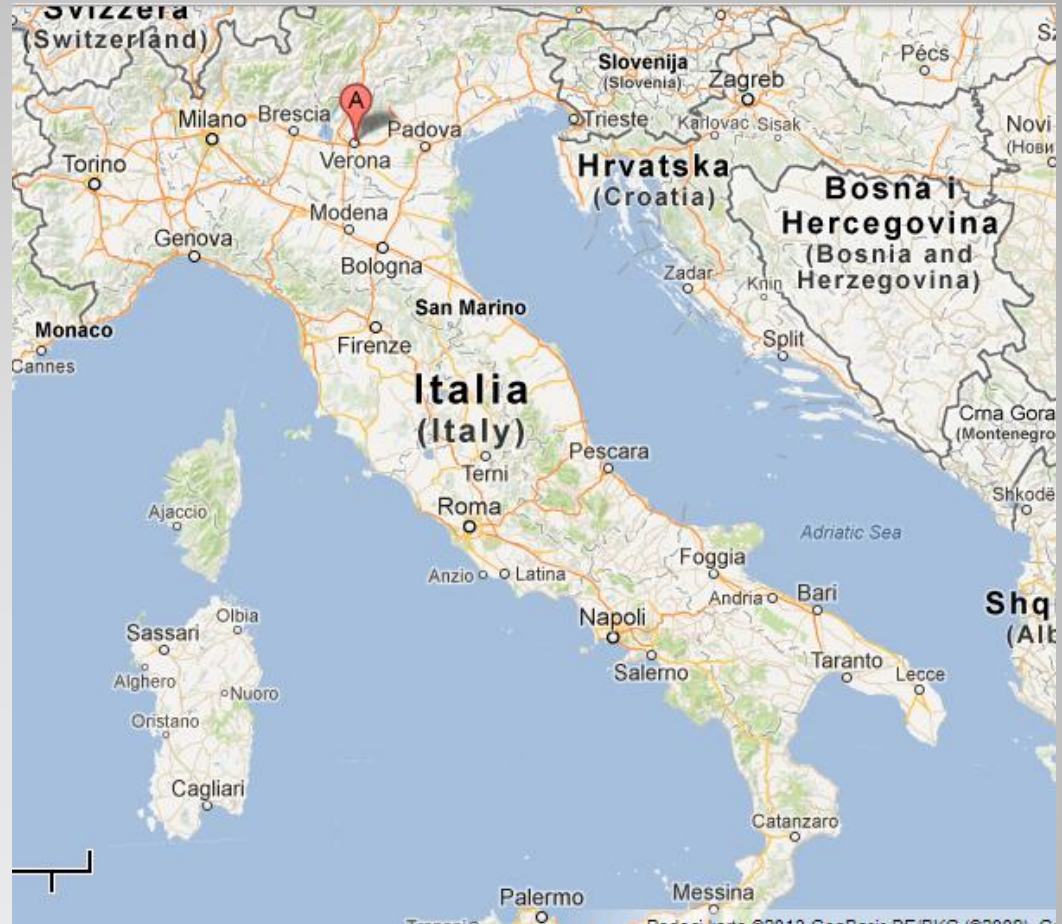 Svizzera
(Switzerland)
Slovenija
(Slovenia)
Zagreb
Pécs
A
Milano
Brescia
Verona
Padova
Trieste
Karlovac
Sisak
Novi
Torino
Hrvatska
(Croatia)
Bosna i
Hercegovina
(Bosnia and
Herzegovina)
Modena
Genova
Bologna
Zadar
Knin
San Marino
Monaco
Firenze
Split
Cannes
Italia
(Italy)
Crna Gora
(Montenegro
Pescara
Terni
Shkodë
Roma
Ajaccio
Adriatic Sea
Foggia
Anzio
Latina
Andria
Bari
Shq
(Alb
Olbia
Napoli
Sassari
Salerno
Taranto
Lecce
Alghero
Nuoro
Oristano
Cagliari
Catanzaro
Palermo
Messina